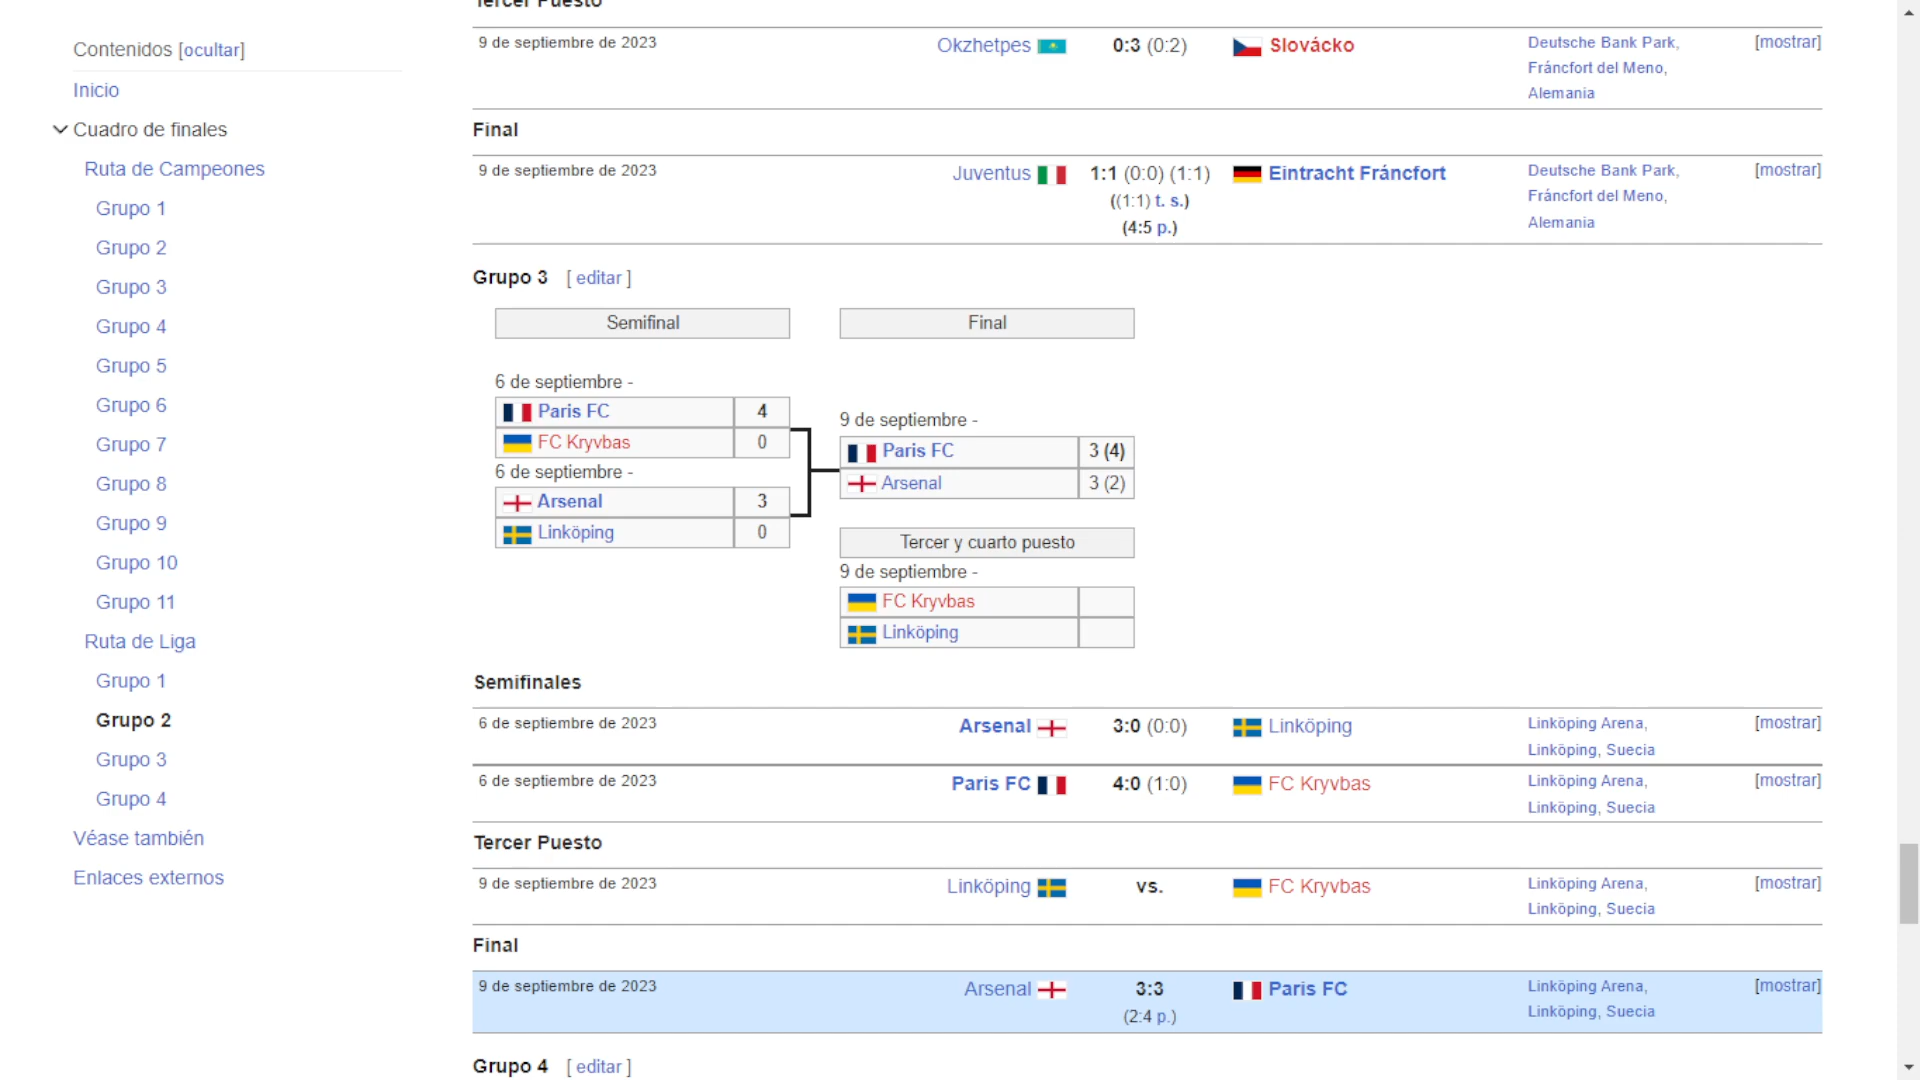 Contenidos [ocultar]
Inicio
Cuadro de finales
Ruta de Campeones
Grupo 1
Grupo 2
Grupo 3
Grupo 4
Grupo 5
Grupo 6
Grupo 7
Grupo 8
Grupo 9
Grupo 10
Grupo 11
Ruta de Liga
Grupo 1
Grupo 2
Grupo 3
Grupo 4
Véase también
Enlaces externos
Tercer Puesto
9 de septiembre de 2023 Okzhetpes 0:3 (0:2) Slovácko Deutsche Bank Park, [mostrar]
Fráncfort del Meno,
Alemania
Final
9 de septiembre de 2023 Juventus 1:1 (0:0) (1:1) Eintracht Fráncfort Deutsche Bank Park, [mostrar]
((1:1) t. s.) Fráncfort del Meno,
(4:5 p.) Alemania
Grupo 3 [ editar ]
Semifinal Final
6 de septiembre -
Paris FC 4
FC Kryvbas 0
6 de septiembre -
Arsenal 3
Linköping 0
9 de septiembre -
Paris FC 3 (4)
Arsenal 3 (2)
Tercer y cuarto puesto
9 de septiembre -
FC Kryvbas
Linköping
Semifinales
6 de septiembre de 2023 Arsenal 3:0 (0:0) Linköping Linköping Arena, [mostrar]
Linköping, Suecia
6 de septiembre de 2023 Paris FC 4:0 (1:0) FC Kryvbas Linköping Arena, [mostrar]
Linköping, Suecia
Tercer Puesto
9 de septiembre de 2023 Linköping vs. FC Kryvbas Linköping Arena, [mostrar]
Linköping, Suecia
Final
9 de septiembre de 2023 Arsenal 3:3 Paris FC Linköping Arena, [mostrar]
(2:4 p.) Linköping, Suecia
Grupo 4 [ editar ]